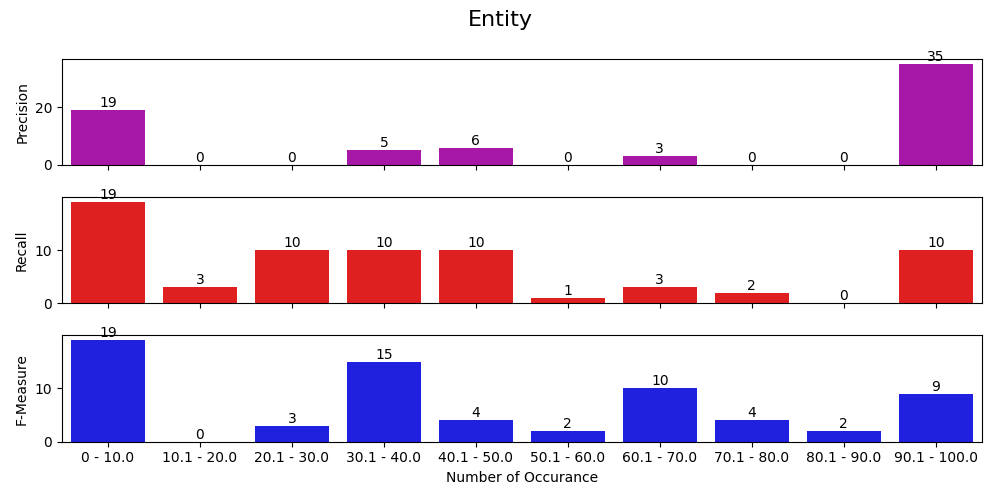 Entity
Precision
20
0
19 0 0 5 6 0 3 0 0 35
Recall
10
0
19 3 10 10 10 1 3 2 0 10
F-Measure
10
0
19 0 3 15 4 2 10 4 2 9
0 - 10.0 10.1 - 20.0 20.1 - 30.0 30.1 - 40.0 40.1 - 50.0 50.1 - 60.0 60.1 - 70.0 70.1 - 80.0 80.1 - 90.0 90.1 - 100.0
Number of Occurance